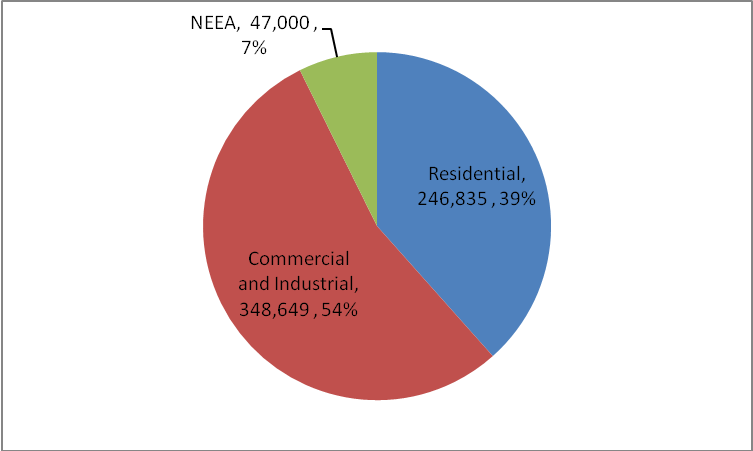 NEEA, 47,000 ,
7%
Residential,
246,835 , 39%
Commercial
and Industrial,
348,649 , 54%